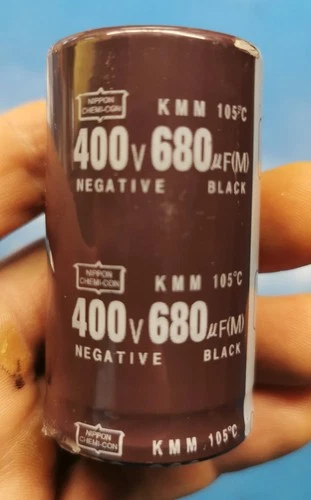 NIPPON
CHEMI-CON
KMM 105°C
400V 680µF(M)
NEGATIVE BLACK
NIPPON
CHEMI-CON
KMM 105°C
400V 680µF(M)
NEGATIVE BLACK
NIPPON
CHEMI-CON
KMM 105°C